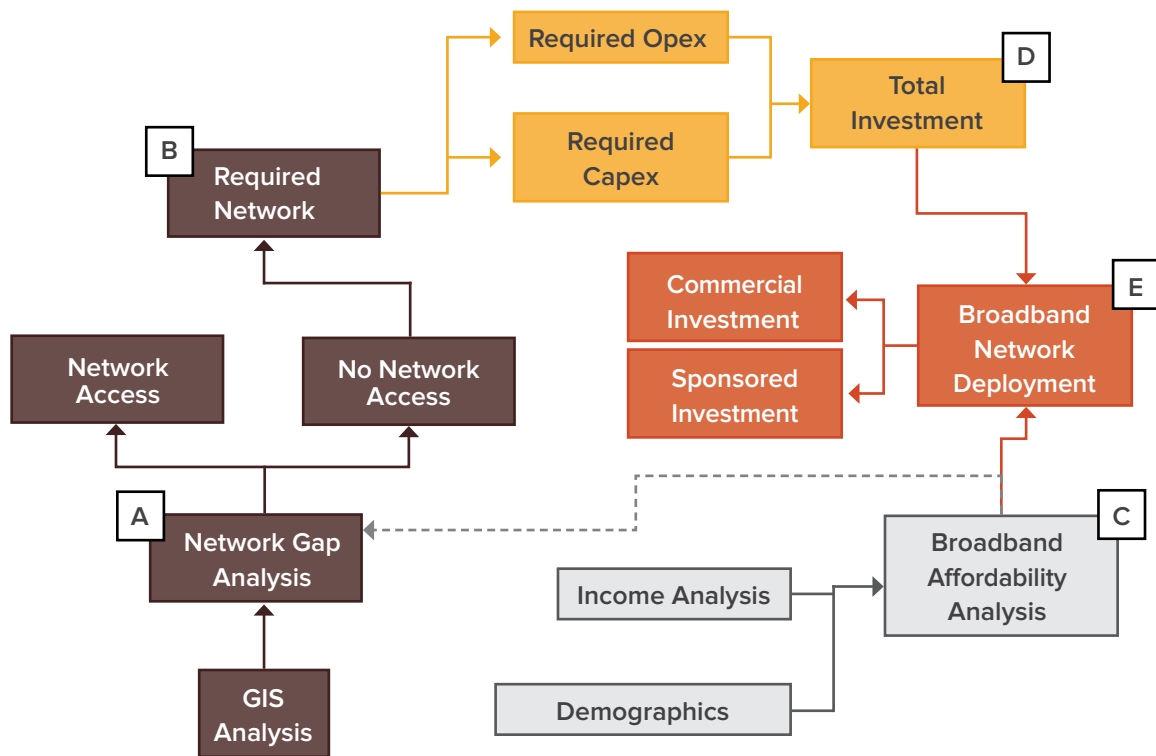 Required Opex
D
Total
Investment
B
Required
Capex
Required
Network
Commercial
Investment
E
Broadband
Network
Deployment
Network
Access
No Network
Access
Sponsored
Investment
A
Network Gap
Analysis
C
Broadband
Affordability
Analysis
Income Analysis
GIS
Analysis
Demographics